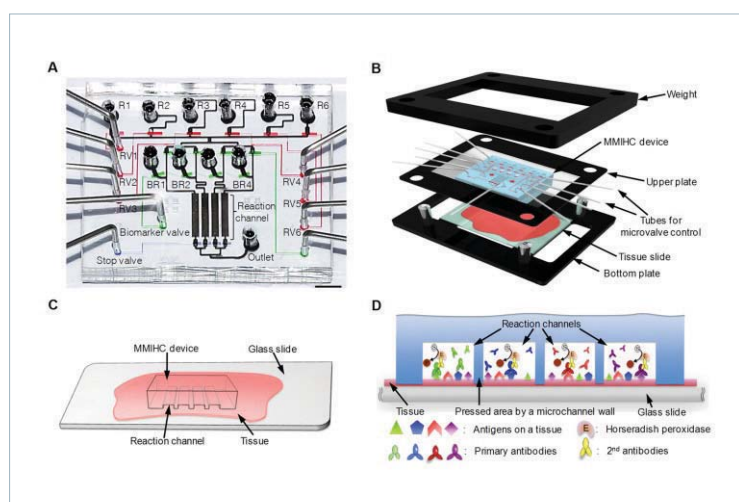 A
R1 R2 R3 R4 R5 R6
RV1
RV2
RV3
BR1 BR2 BR4
RV4
RV5
RV6
Reaction
channel
Biomarker valve
Stop valve
Outlet
B
Weight
MMIHC device
Upper plate
Tubes for
microvalve control
Tissue slide
Bottom plate
C
MMIHC device
Glass slide
Reaction channel
Tissue
D
Reaction channels
Tissue
Pressed area by a microchannel wall
Glass slide
: Antigens on a tissue
E : Horseradish peroxidase
: Primary antibodies
: 2nd antibodies